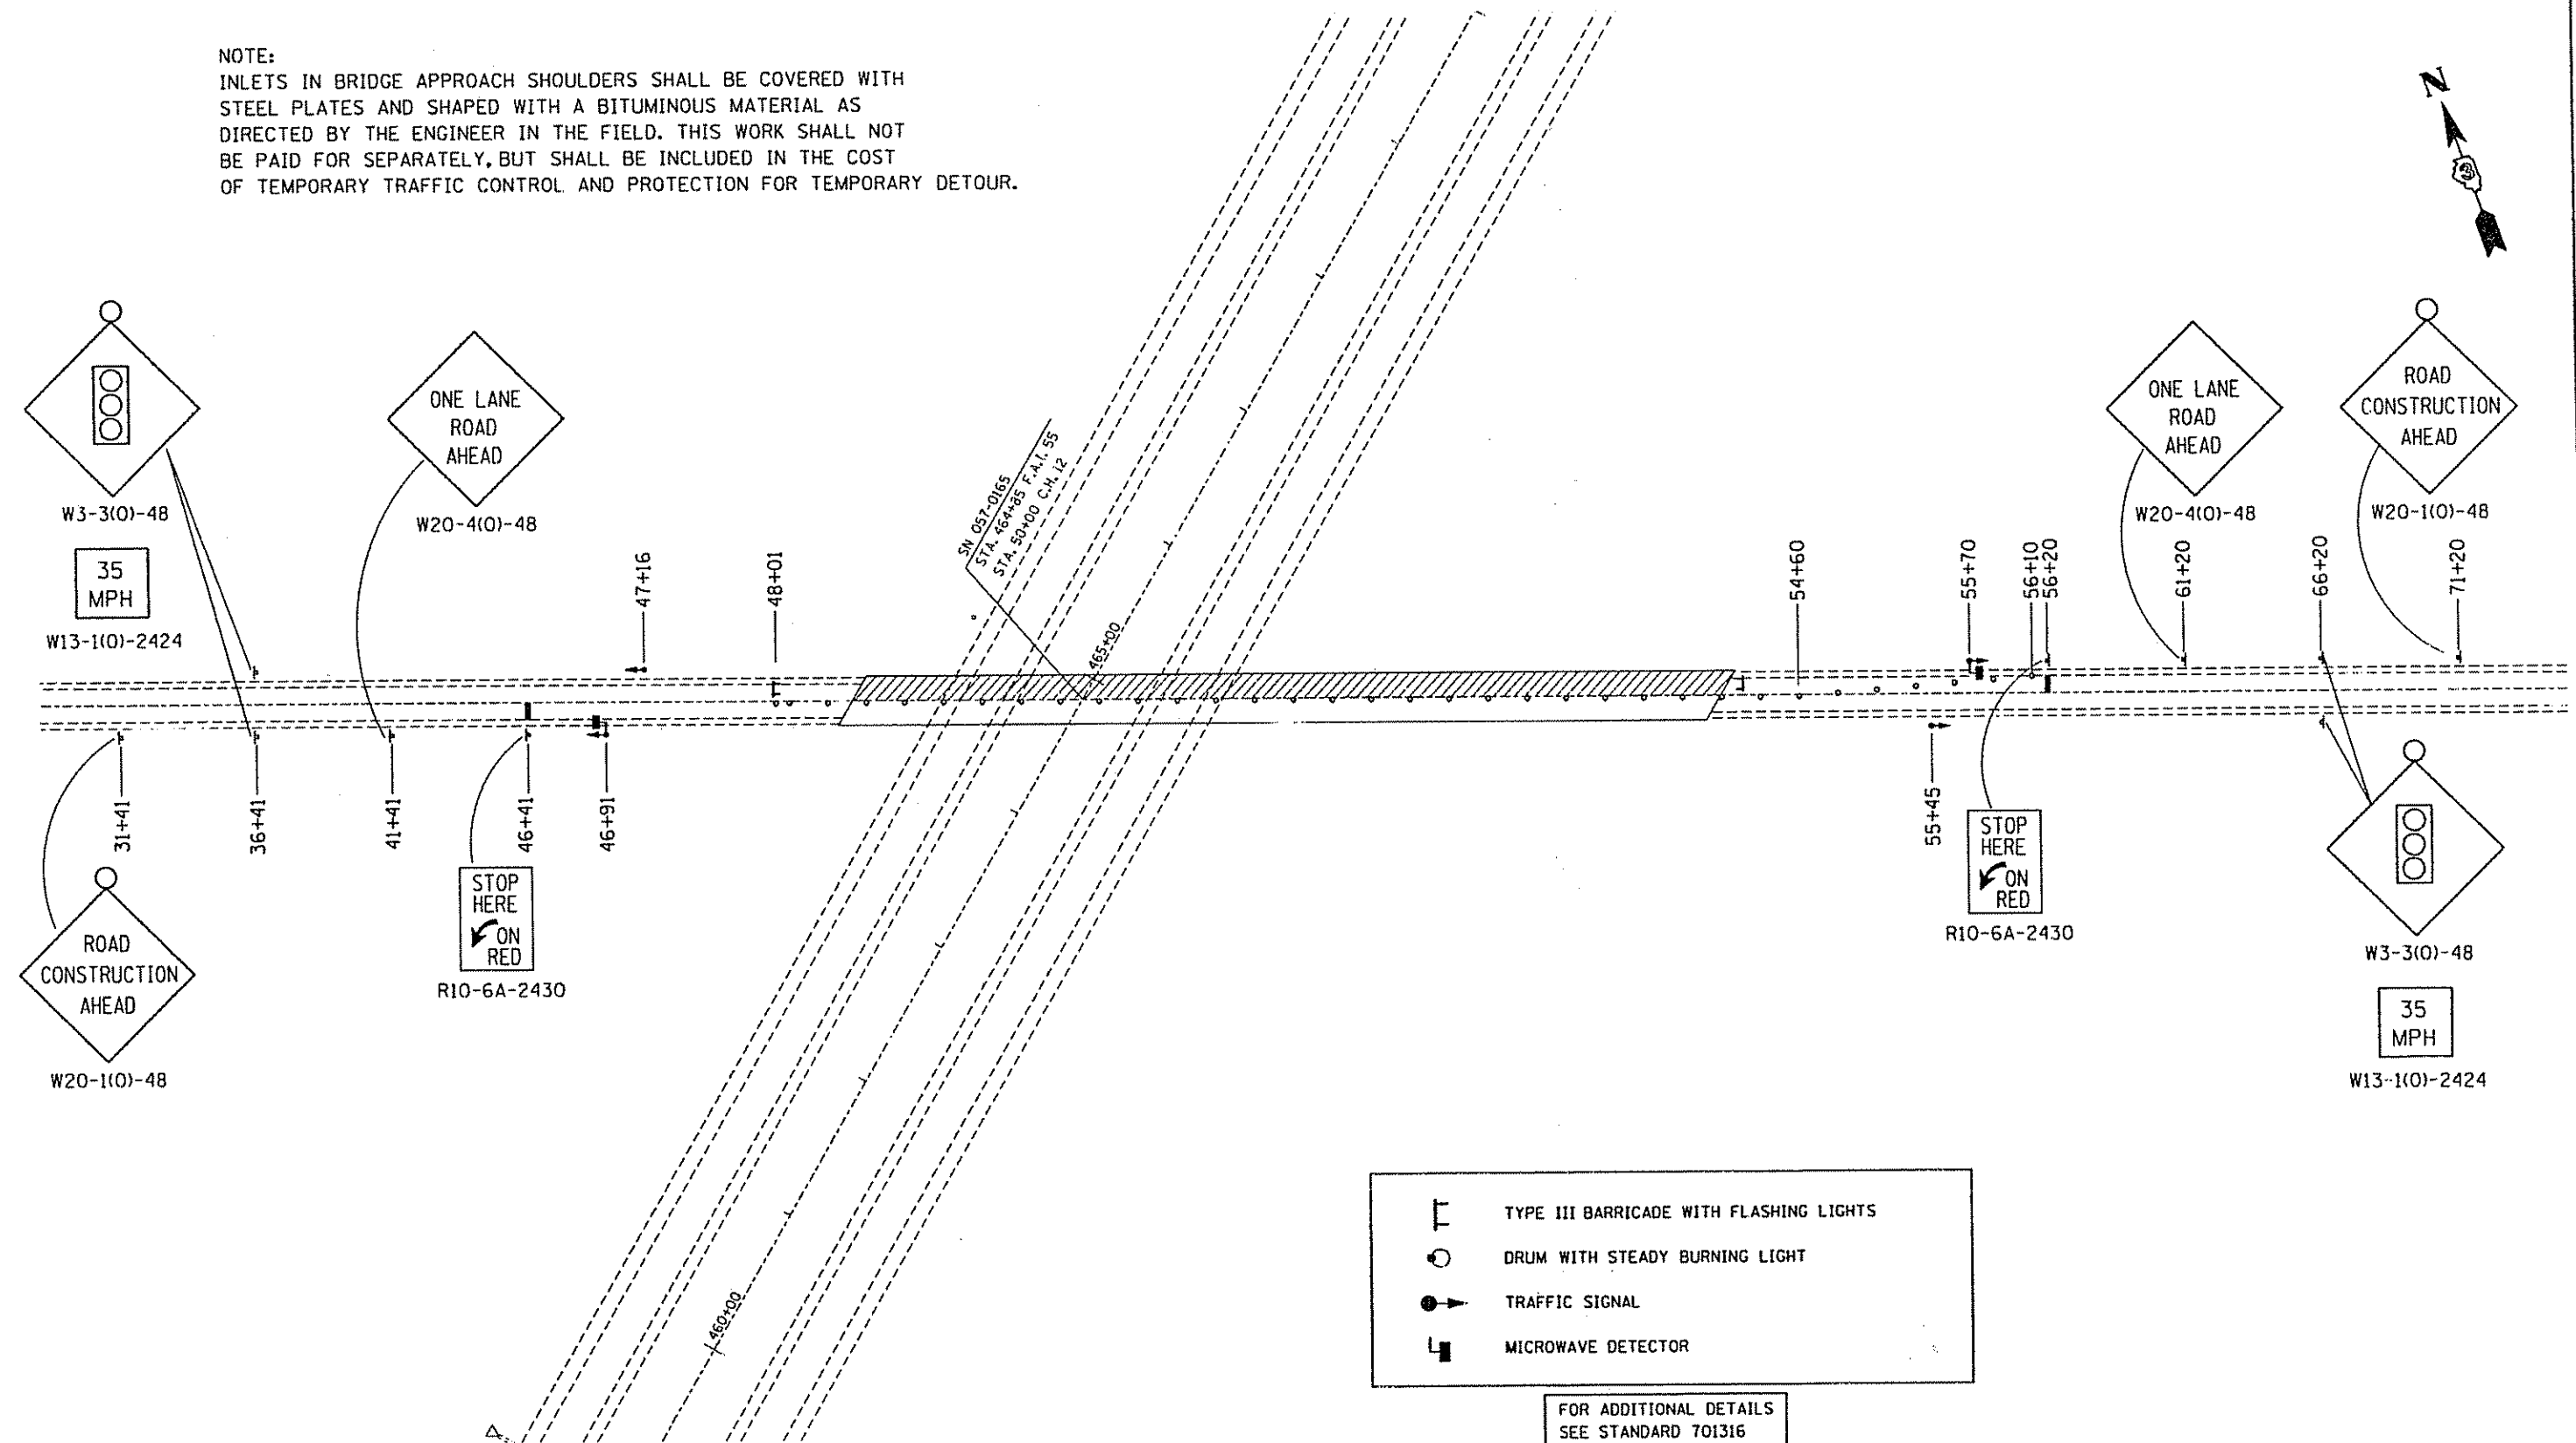 NOTE:
INLETS IN BRIDGE APPROACH SHOULDERS SHALL BE COVERED WITH
STEEL PLATES AND SHAPED WITH A BITUMINOUS MATERIAL AS
DIRECTED BY THE ENGINEER IN THE FIELD. THIS WORK SHALL NOT
BE PAID FOR SEPARATELY, BUT SHALL BE INCLUDED IN THE COST
OF TEMPORARY TRAFFIC CONTROL AND PROTECTION FOR TEMPORARY DETOUR.
N
W3-3(O)-48
35
MPH
W13-1(O)-2424
ONE LANE
ROAD
AHEAD
W20-4(O)-48
47+16
48+01
SN 057-0165
STA. 464+85 F.A.I. 55
STA. 50+00 C.H. 12
465+00
54+60
55+70
56+10
56+20
ONE LANE
ROAD
AHEAD
W20-4(O)-48
61+20
66+20
ROAD
CONSTRUCTION
AHEAD
W20-1(O)-48
71+20
31+41
36+41
41+41
46+41
46+91
55+45
ROAD
CONSTRUCTION
AHEAD
W20-1(O)-48
STOP
HERE
ON
RED
R10-6A-2430
STOP
HERE
ON
RED
R10-6A-2430
W3-3(O)-48
35
MPH
W13-1(O)-2424
460+00
TYPE III BARRICADE WITH FLASHING LIGHTS
DRUM WITH STEADY BURNING LIGHT
TRAFFIC SIGNAL
MICROWAVE DETECTOR
FOR ADDITIONAL DETAILS
SEE STANDARD 701316